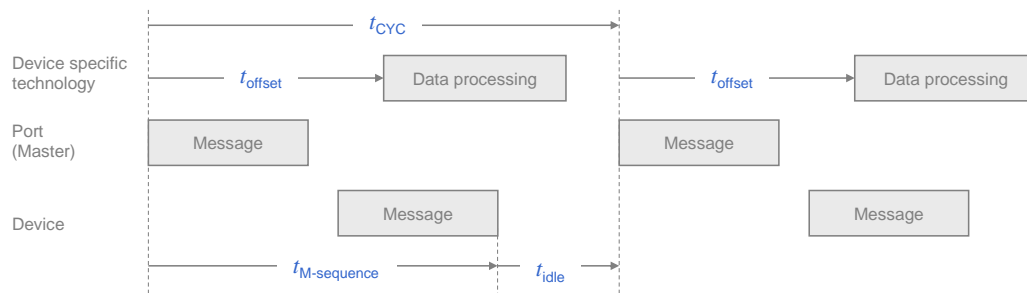 tCYC
Device specific
technology
toffset
Data processing
toffset
Data processing
Port
(Master)
Message
Message
Device
Message
Message
tM-sequence
tidle